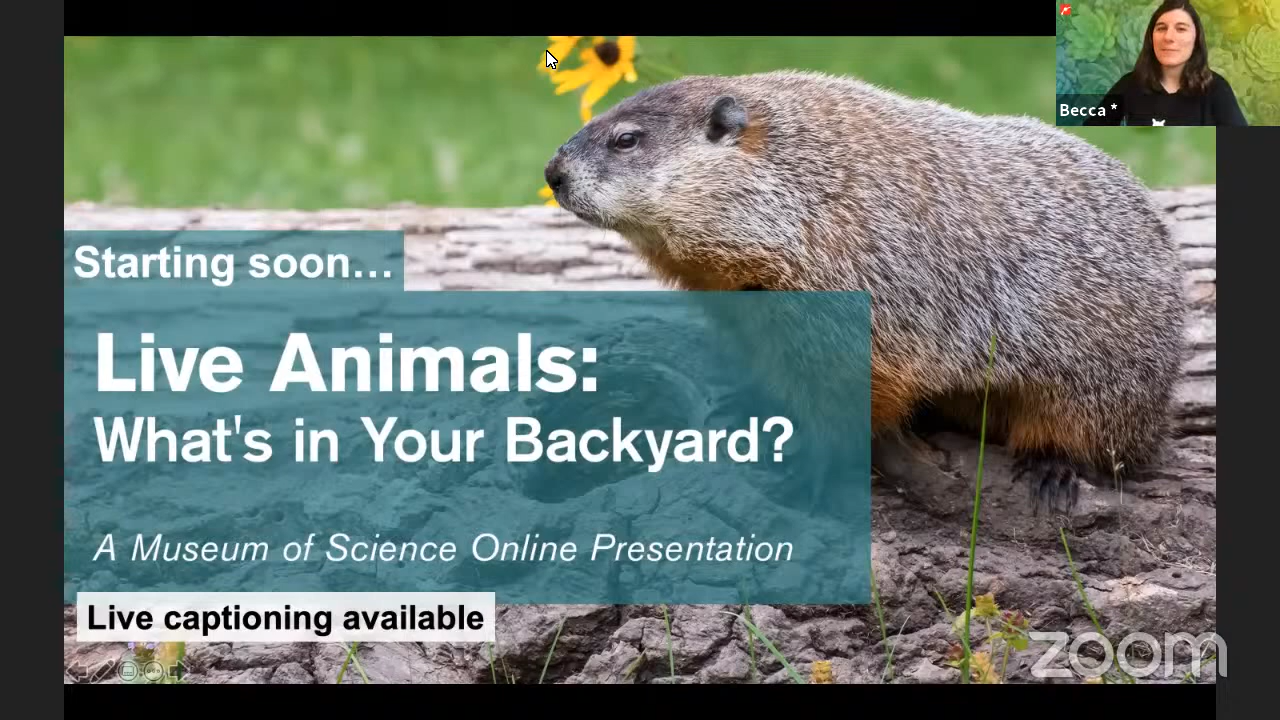 Becca *
Starting soon...
Live Animals:
What's in Your Backyard?
A Museum of Science Online Presentation
Live captioning available
zoom